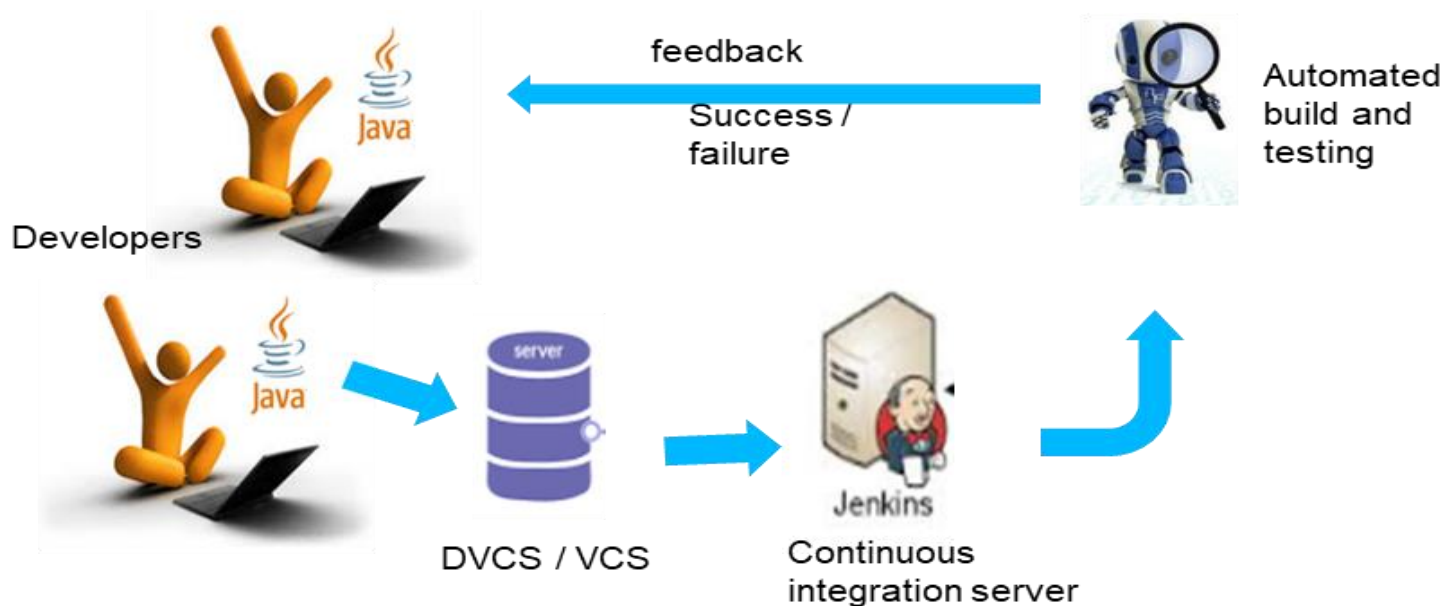 feedback
Success /
failure
Automated
build and
testing
Java
Developers
Java
server
DVCS / VCS
Jenkins
Continuous
integration server